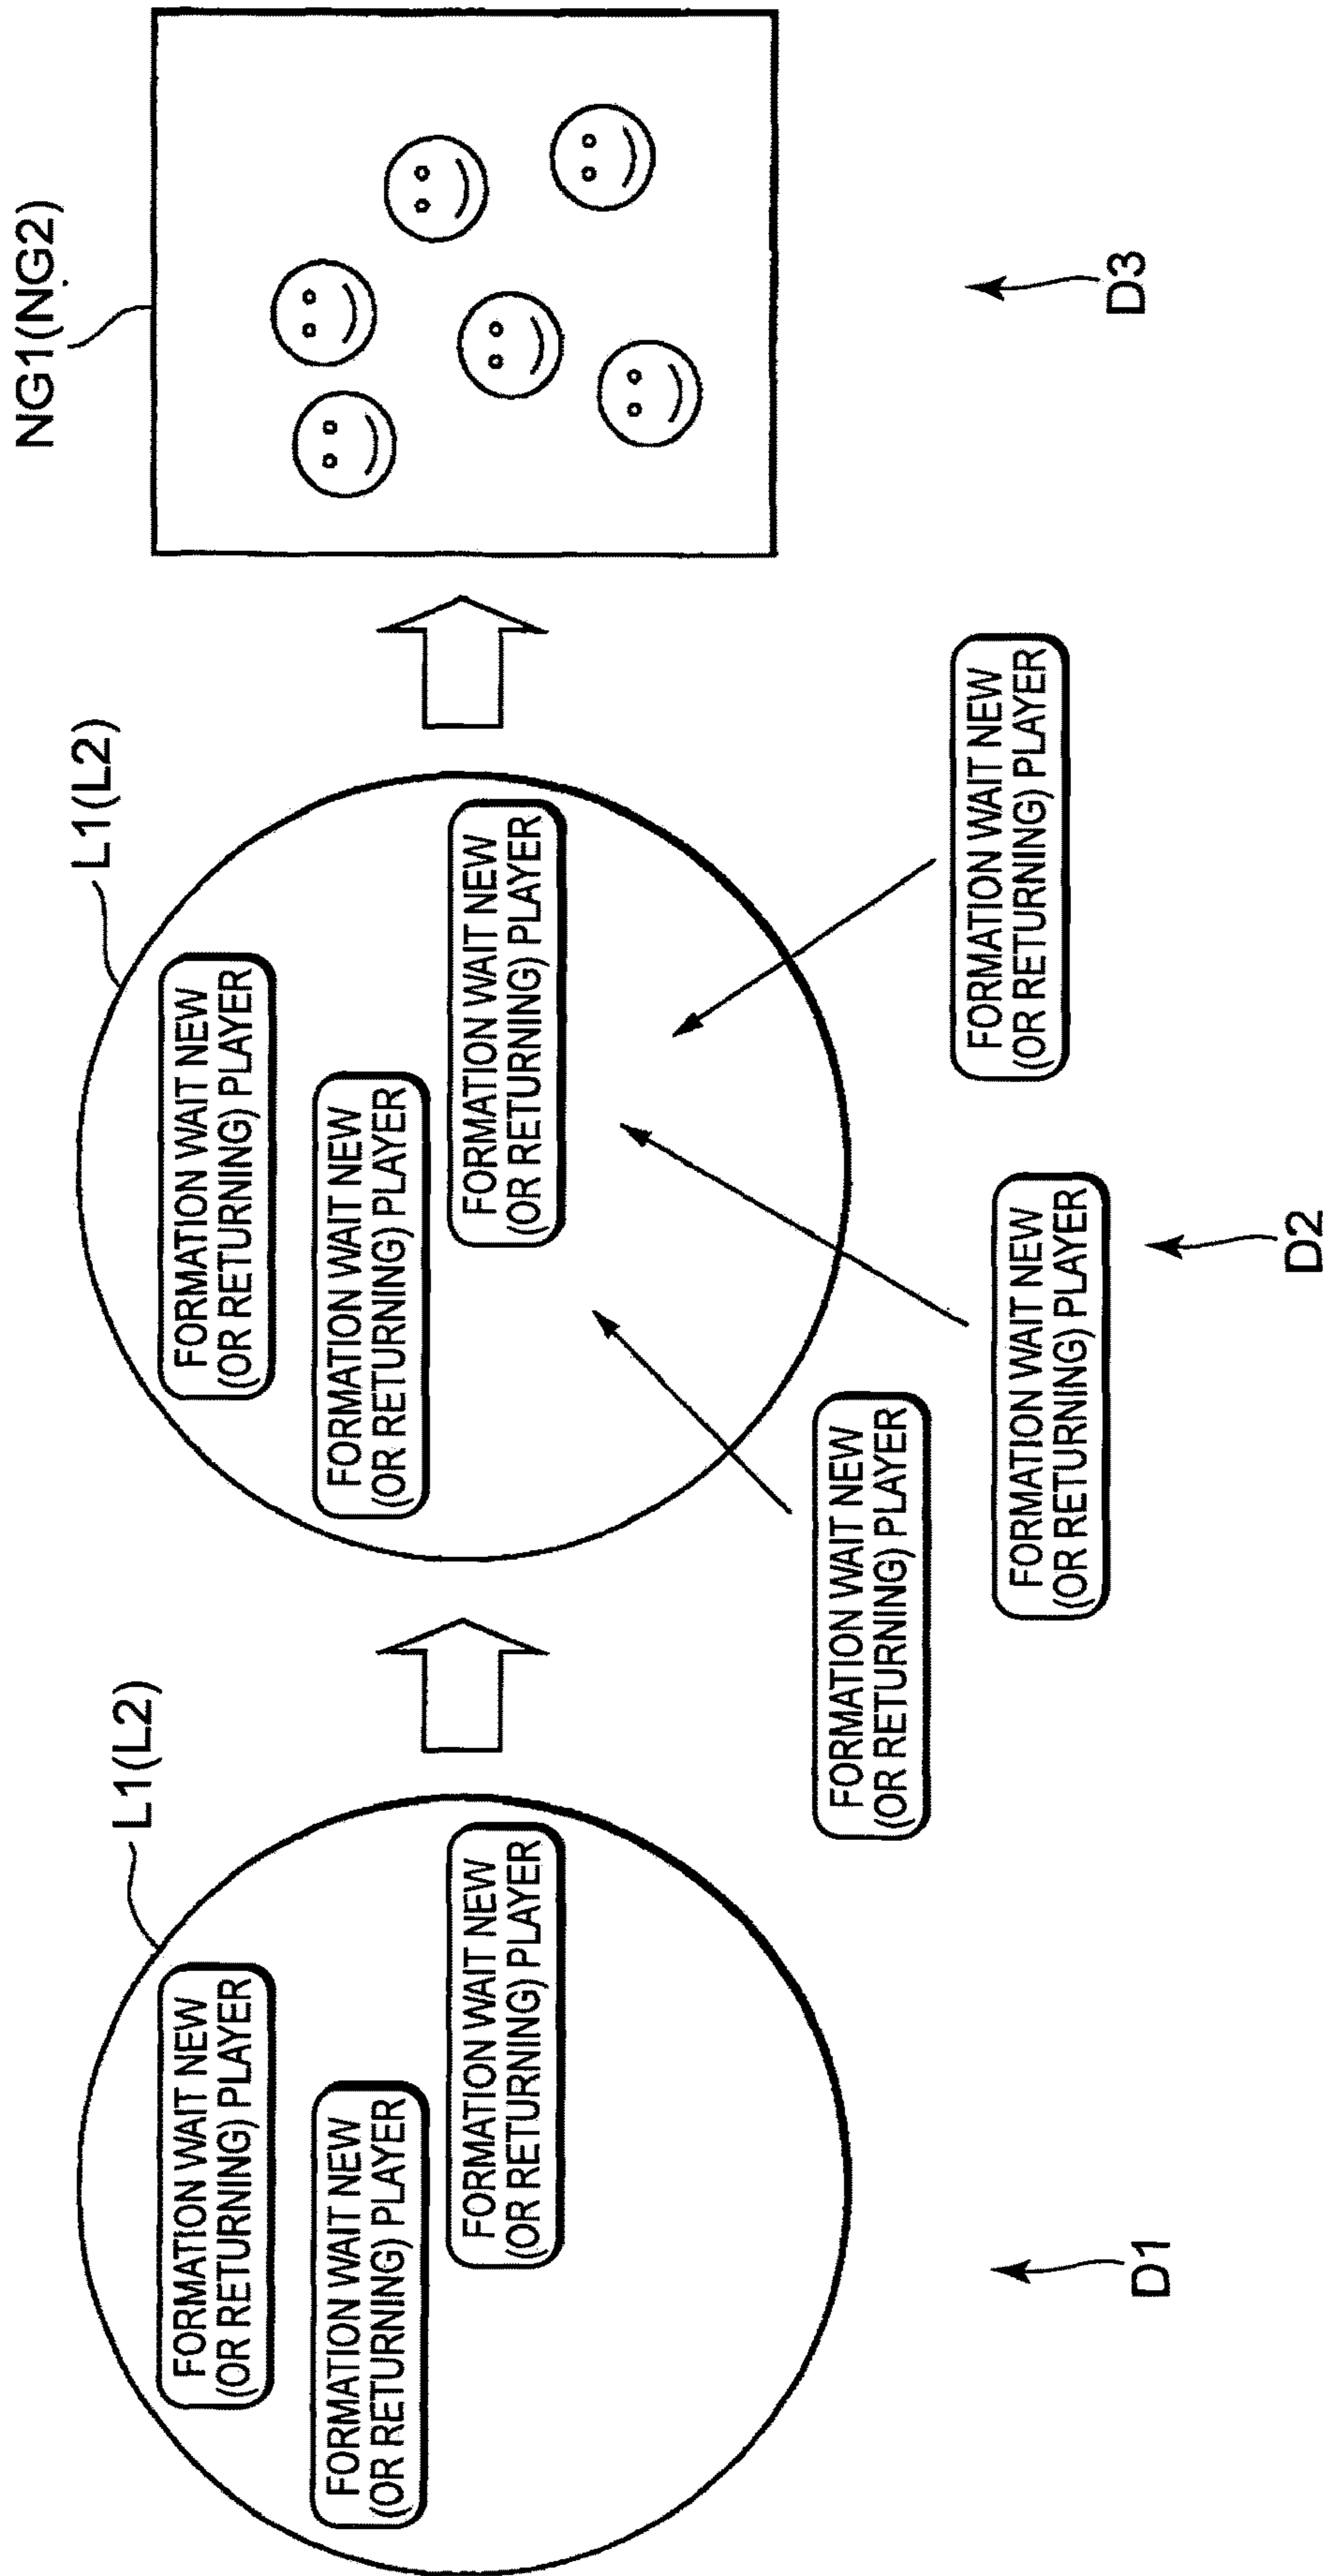 L1(L2)
FORMATION WAIT NEW
(OR RETURNING) PLAYER
FORMATION WAIT NEW
(OR RETURNING) PLAYER
FORMATION WAIT NEW
(OR RETURNING) PLAYER
D1
L1(L2)
FORMATION WAIT NEW
(OR RETURNING) PLAYER
FORMATION WAIT NEW
(OR RETURNING) PLAYER
FORMATION WAIT NEW
(OR RETURNING) PLAYER
FORMATION WAIT NEW
(OR RETURNING) PLAYER
FORMATION WAIT NEW
(OR RETURNING) PLAYER
FORMATION WAIT NEW
(OR RETURNING) PLAYER
D2
NG1(NG2)
D3